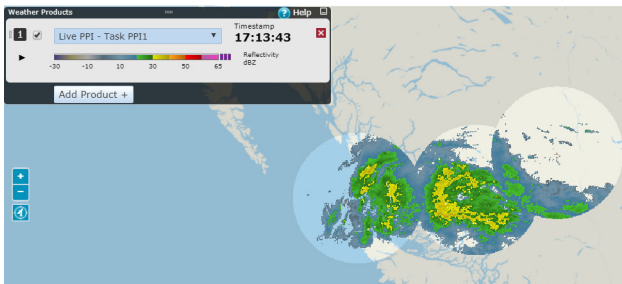 Weather Products
? Help
Timestamp
1
Live PPI - Task PPI1
17:13:43
-30 -10 10 30 50 65
Reflectivity
dBZ
Add Product +
+
−